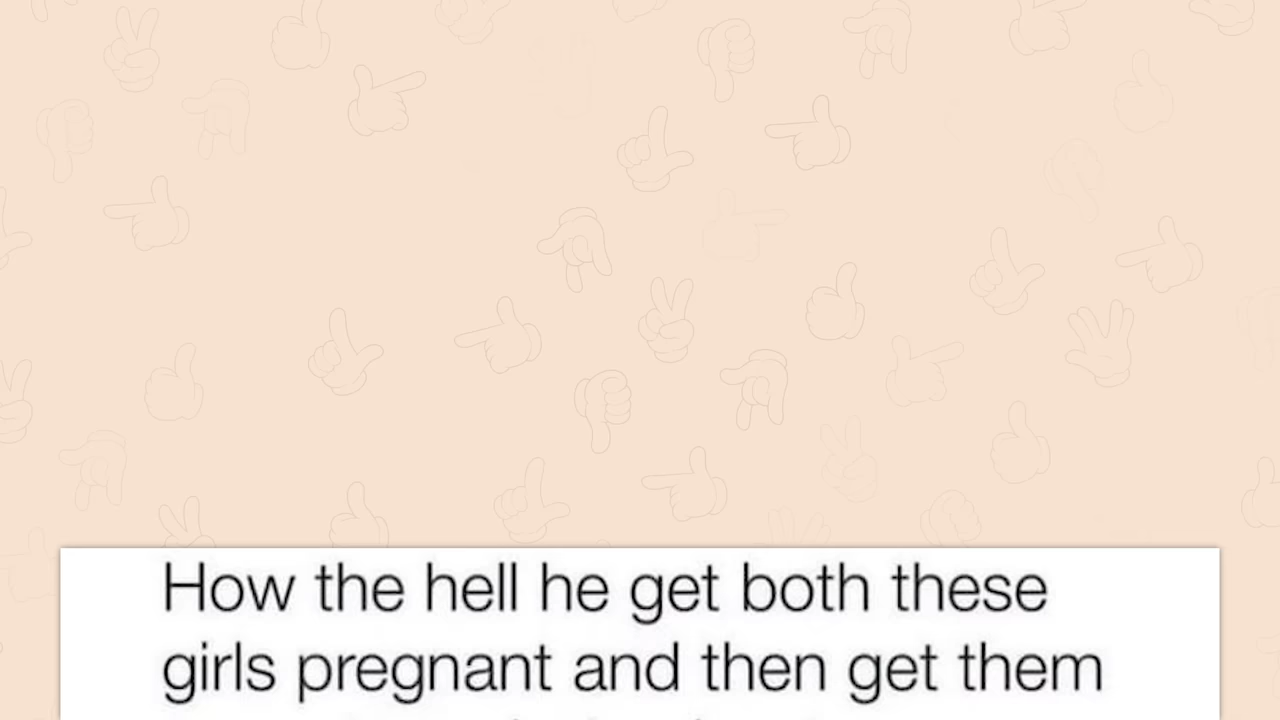 How the hell he get both these
girls pregnant and then get them